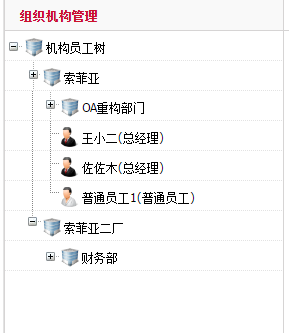 组织机构管理
机构员工树
索菲亚
OA重构部门
王小二(总经理)
佐佐木(总经理)
普通员工1(普通员工)
索菲亚二厂
财务部